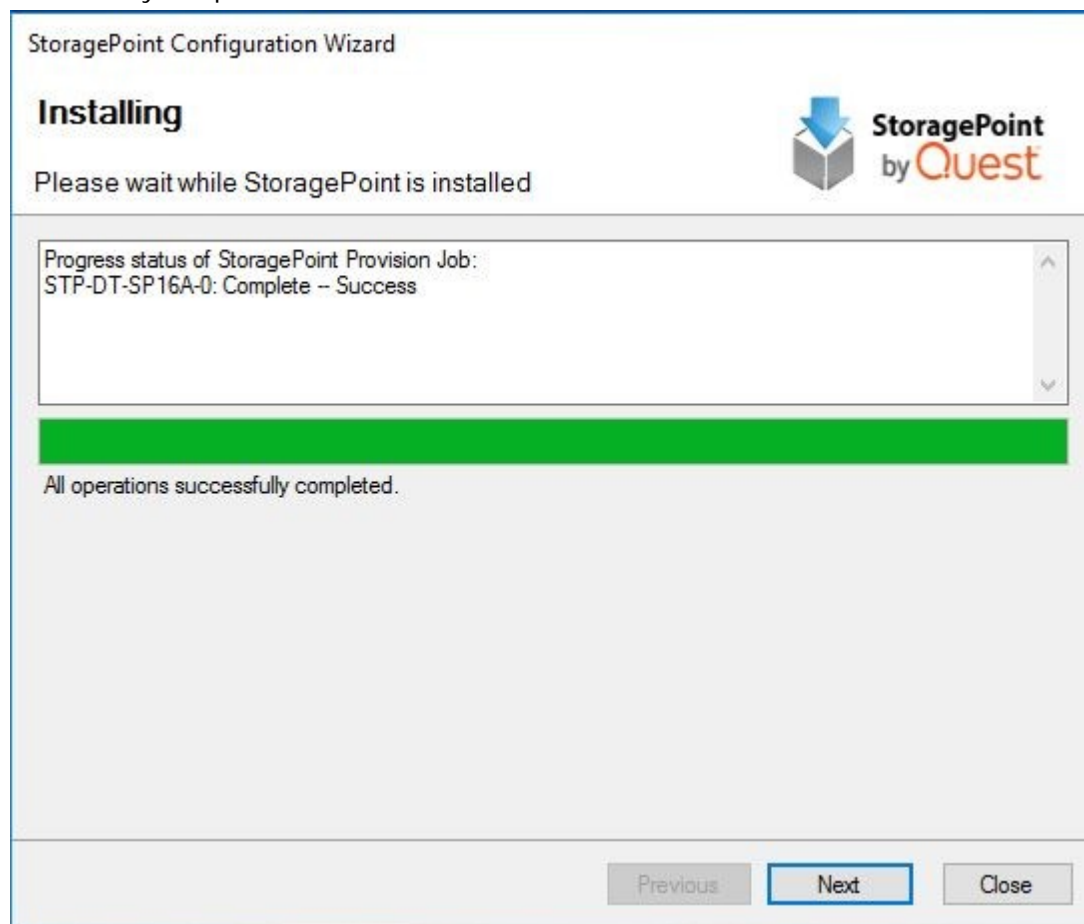 StoragePoint Configuration Wizard
Installing
StoragePoint
by Quest
Please wait while StoragePoint is installed
Progress status of StoragePoint Provision Job:
STP-DT-SP16A-0: Complete -- Success
All operations successfully completed.
Previous
Next
Close